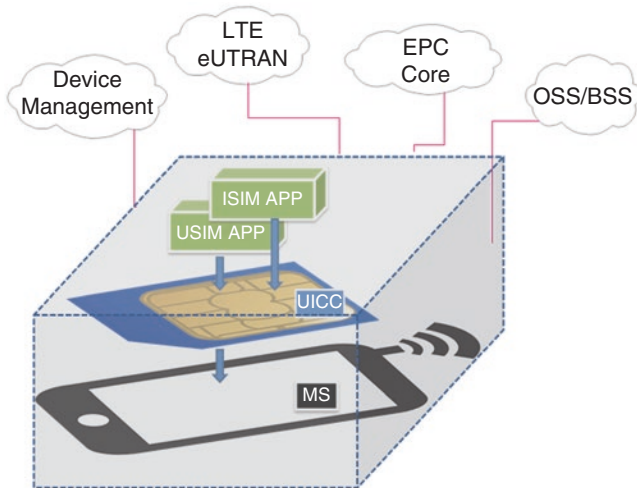 LTE
eUTRAN
EPC
Core
Device
Management
OSS/BSS
ISIM APP
USIM APP
UICC
MS